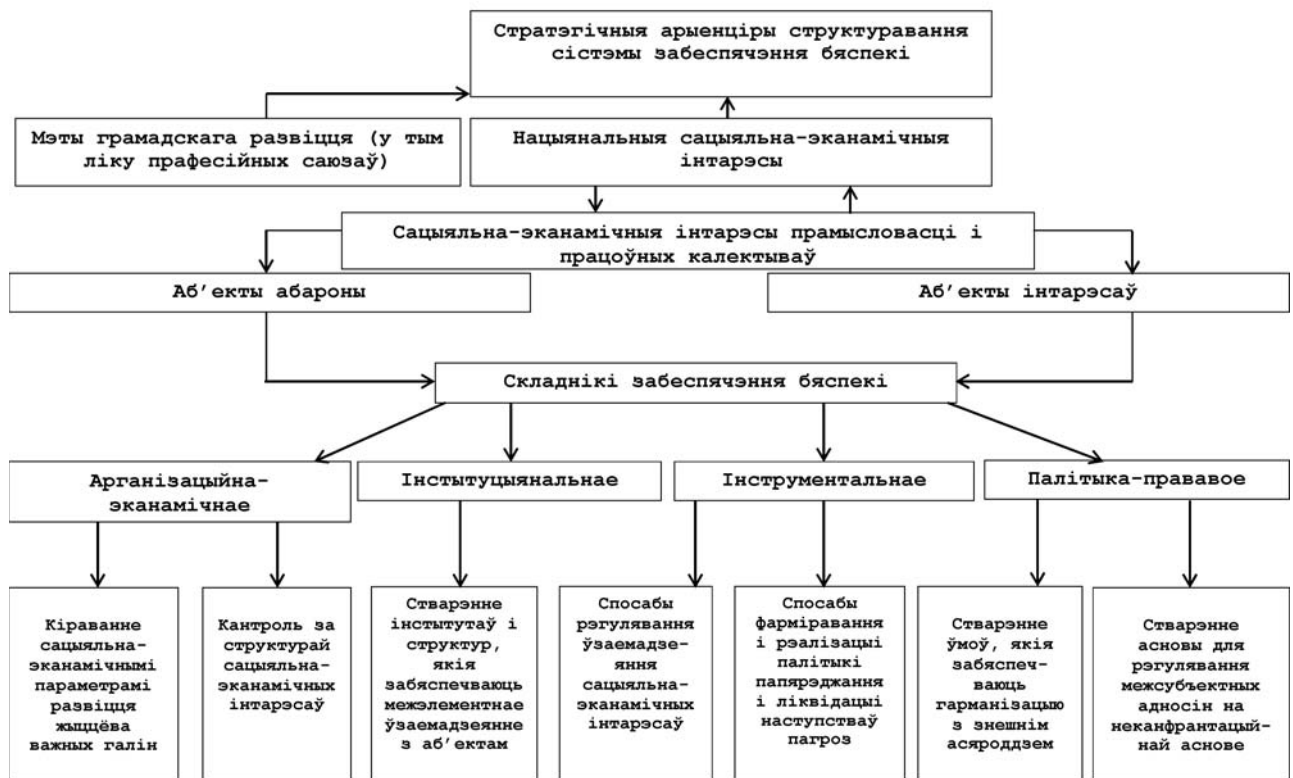 Стратэгічныя арыенціры структуравання
сістэмы забеспячэння бяспекі
Мэты грамадскага развіцця (у тым
ліку прафесійных саюзаў)
Нацыянальныя сацыяльна-эканамічныя
інтарэсы
Сацыяльна-эканамічныя інтарэсы прамысловасці і
працоўных калектываў
Аб’екты абароны
Аб’екты інтарэсаў
Складнікі забеспячэння бяспекі
Арганізацыйна-
эканамічнае
Інстытуцыянальнае
Інструментальнае
Палітыка-прававое
Кіраванне
сацыяльна-
эканамічнымі
параметрамі
развіцця
жыццёва
важных галін
Кантроль за
структурай
сацыяльна-
эканамічных
інтарэсаў
Стварэнне
інстытутаў і
структур,
якія
забяспечваюць
межэлементнае
ўзаемадзеянне
з аб’ектам
Спосабы
рэгулявання
ўзаемадзе-
яння
сацыяльна-
эканамічных
інтарэсаў
Спосабы
фарміравання
і рэалізацыі
палітыкі
папярэджання
і ліквідацыі
наступстваў
пагроз
Стварэнне
ўмоў, якія
забяспеч-
ваюць
гарманізацыю
з знешнім
асяроддзем
Стварэнне
асновы для
рэгулявання
межсубъектных
адносін на
неканфрантацый-
най аснове